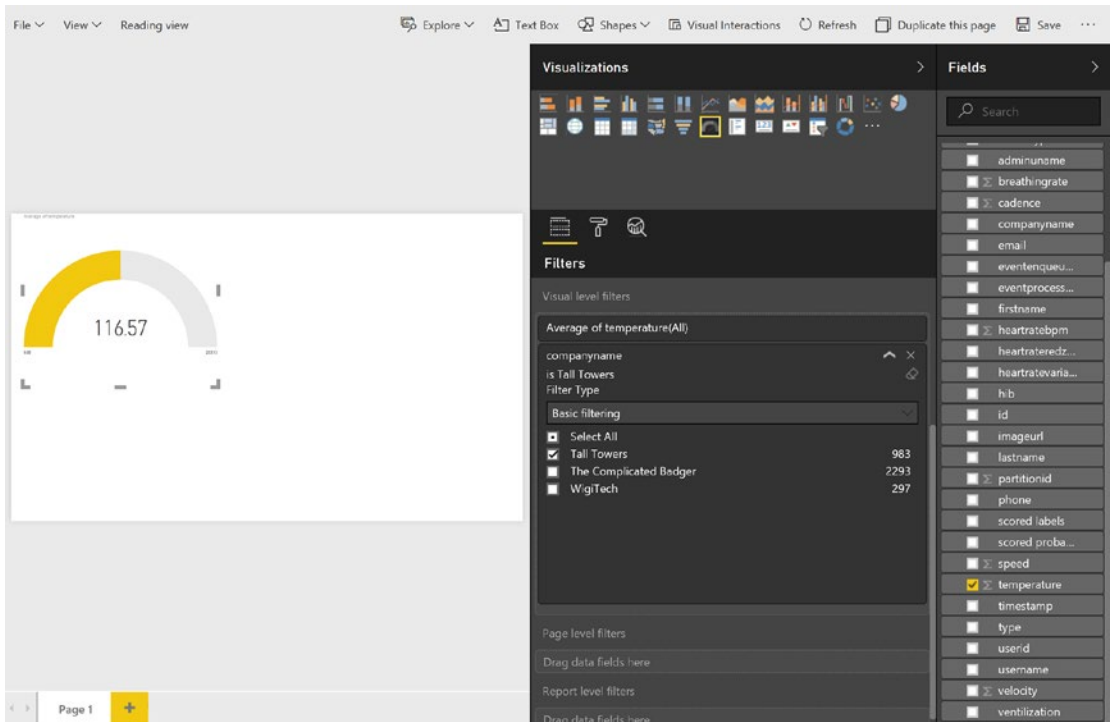 File View Reading view Explore Text Box Shapes Visual Interactions Refresh Duplicate this page Save ...
Average of temperature
116.57
Page 1
Visualizations
Filters
Visual level filters
Average of temperature(All)
companyname
is Tall Towers
Filter Type
Basic filtering
Select All
Tall Towers 983
The Complicated Badger 2293
WigiTech 297
Page level filters
Drag data fields here
Report level filters
Drag data fields here
Fields
Search
adminuname
breathingrate
cadence
companyname
email
eventenqueu...
eventprocess...
firstname
heartratebpm
heartrateredz...
heartratevaria...
hib
id
imageurl
lastname
partitionid
phone
scored labels
scored proba...
speed
temperature
timestamp
type
userid
username
velocity
ventilization